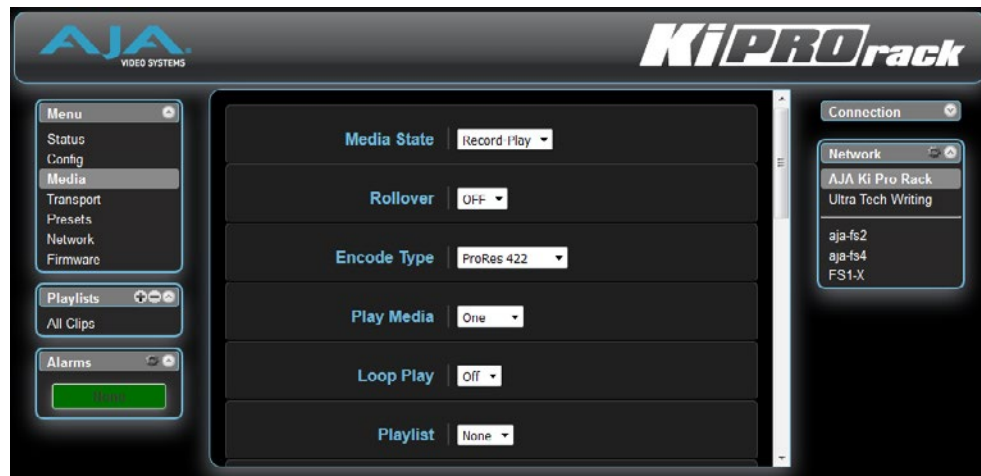 AJA
VIDEO SYSTEMS
KiPROrack
Menu
Status
Config
Media
Transport
Presets
Network
Firmware
Playlists
All Clips
Alarms
None
Media State
Record-Play
Rollover
OFF
Encode Type
ProRes 422
Play Media
One
Loop Play
Off
Playlist
None
Connection
Network
AJA Ki Pro Rack
Ultra Tech Writing
aja-fs2
aja-fs4
FS1-X